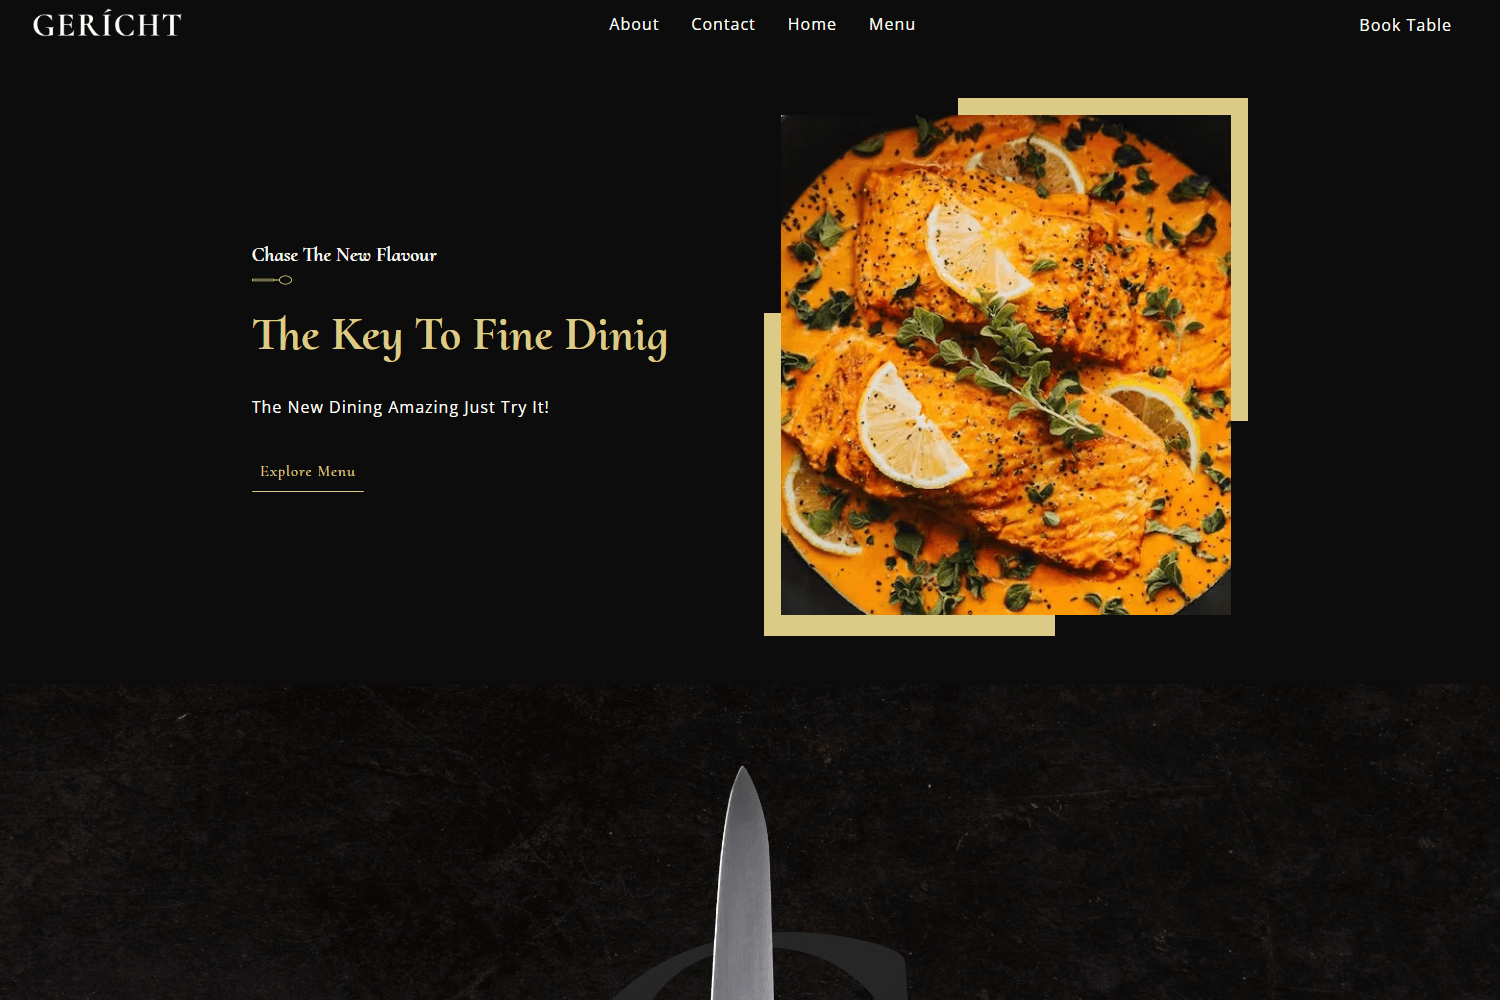 GERÍCHT
About Contact Home Menu
Book Table
Chase The New Flavour
The Key To Fine Dinig
The New Dining Amazing Just Try It!
Explore Menu